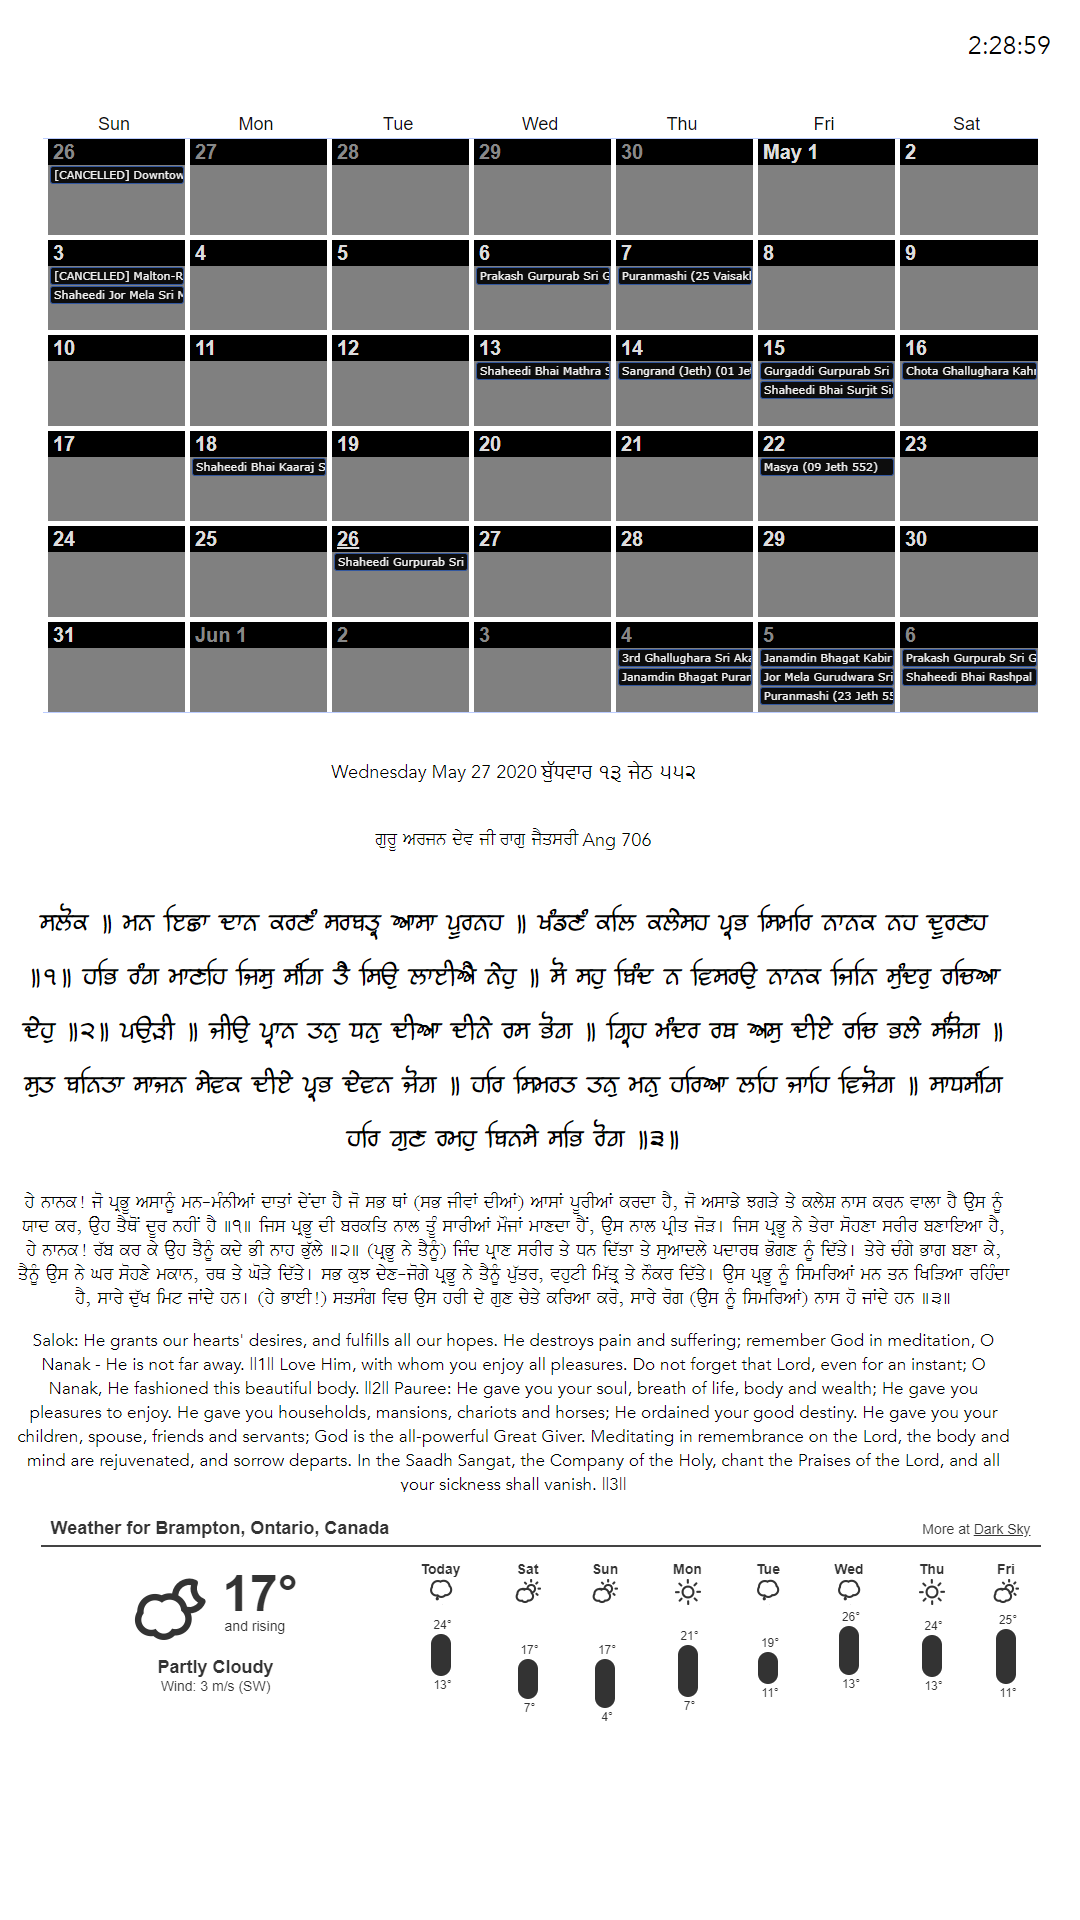 2:28:59
Sun Mon Tue Wed Thu Fri Sat
26 27 28 29 30 May 1 2
[CANCELLED] Downtow
3 4 5 6 7 8 9
[CANCELLED] Malton-R Prakash Gurpurab Sri G Puranmashi (25 Vaisakl
Shaheedi Jor Mela Sri M
10 11 12 13 14 15 16
Shaheedi Bhai Mathra S Sangrand (Jeth) (01 Jet Gurgaddi Gurpurab Sri Chota Ghallughara Kahn
Shaheedi Bhai Surjit Sin
17 18 19 20 21 22 23
Shaheedi Bhai Kaaraj S Masya (09 Jeth 552)
24 25 26 27 28 29 30
Shaheedi Gurpurab Sri
31 Jun 1 2 3 4 5 6
3rd Ghallughara Sri Aka Janamdin Bhagat Kabir Prakash Gurpurab Sri G
Janamdin Bhagat Puran Jor Mela Gurudwara Sri Shaheedi Bhai Rashpal
Puranmashi (23 Jeth 55
Wednesday May 27 2020 ਬੁੱਧਵਾਰ ੧੩ ਜੇਠ ੫੫੨
ਗੁਰੂ ਅਰਜਨ ਦੇਵ ਜੀ ਰਾਗੁ ਜੈਤਸਰੀ Ang 706
ਸਲੋਕ ॥ ਮਨ ਇਛਾ ਦਾਨ ਕਰਣੰ ਸਰਬਤ੍ਰ ਆਸਾ ਪੂਰਨਹ ॥ ਖੰਡਣੰ ਕਲਿ ਕਲੇਸਹ ਪ੍ਰਭ ਸਿਮਰਿ ਨਾਨਕ ਨਹ ਦੂਰਣਹ
॥੧॥ ਹਭਿ ਰੰਗ ਮਾਣਹਿ ਜਿਸੁ ਸੰਗਿ ਤੈ ਸਿਉ ਲਾਈਐ ਨੇਹੁ ॥ ਸੋ ਸਹੁ ਬਿੰਦ ਨ ਵਿਸਰਉ ਨਾਨਕ ਜਿਨਿ ਸੁੰਦਰੁ ਰਚਿਆ
ਦੇਹੁ ॥੨॥ ਪਉੜੀ ॥ ਜੀਉ ਪ੍ਰਾਨ ਤਨੁ ਧਨੁ ਦੀਆ ਦੀਨੇ ਰਸ ਭੋਗ ॥ ਗ੍ਰਿਹ ਮੰਦਰ ਰਥ ਅਸੁ ਦੀਏ ਰਚਿ ਭਲੇ ਸੰਜੋਗ ॥
ਸੁਤ ਬਨਿਤਾ ਸਾਜਨ ਸੇਵਕ ਦੀਏ ਪ੍ਰਭ ਦੇਵਨ ਜੋਗ ॥ ਹਰਿ ਸਿਮਰਤ ਤਨੁ ਮਨੁ ਹਰਿਆ ਲਹਿ ਜਾਹਿ ਵਿਜੋਗ ॥ ਸਾਧਸੰਗਿ
ਹਰਿ ਗੁਣ ਰਮਹੁ ਬਿਨਸੇ ਸਭਿ ਰੋਗ ॥੩॥
ਹੇ ਨਾਨਕ! ਜੋ ਪ੍ਰਭੂ ਅਸਾਨੂੰ ਮਨ-ਮੰਨੀਆਂ ਦਾਤਾਂ ਦੇਂਦਾ ਹੈ ਜੋ ਸਭ ਥਾਂ (ਸਭ ਜੀਵਾਂ ਦੀਆਂ) ਆਸਾਂ ਪੂਰੀਆਂ ਕਰਦਾ ਹੈ, ਜੋ ਅਸਾਡੇ ਝਗੜੇ ਤੇ ਕਲੇਸ਼ ਨਾਸ ਕਰਨ ਵਾਲਾ ਹੈ ਉਸ ਨੂੰ
ਯਾਦ ਕਰ, ਉਹ ਤੈਥੋਂ ਦੂਰ ਨਹੀਂ ਹੈ ॥੧॥ ਜਿਸ ਪ੍ਰਭੂ ਦੀ ਬਰਕਤਿ ਨਾਲ ਤੂੰ ਸਾਰੀਆਂ ਮੌਜਾਂ ਮਾਣਦਾ ਹੈਂ, ਉਸ ਨਾਲ ਪ੍ਰੀਤ ਜੋੜ। ਜਿਸ ਪ੍ਰਭੂ ਨੇ ਤੇਰਾ ਸੋਹਣਾ ਸਰੀਰ ਬਣਾਇਆ ਹੈ,
ਹੇ ਨਾਨਕ! ਰੱਬ ਕਰ ਕੇ ਉਹ ਤੈਨੂੰ ਕਦੇ ਭੀ ਨਾਹ ਭੁੱਲੇ ॥੨॥ (ਪ੍ਰਭੂ ਨੇ ਤੈਨੂੰ) ਜਿੰਦ ਪ੍ਰਾਣ ਸਰੀਰ ਤੇ ਧਨ ਦਿੱਤਾ ਤੇ ਸੁਆਦਲੇ ਪਦਾਰਥ ਭੋਗਣ ਨੂੰ ਦਿੱਤੇ। ਤੇਰੇ ਚੰਗੇ ਭਾਗ ਬਣਾ ਕੇ,
ਤੈਨੂੰ ਉਸ ਨੇ ਘਰ ਸੋਹਣੇ ਮਕਾਨ, ਰਥ ਤੇ ਘੋੜੇ ਦਿੱਤੇ। ਸਭ ਕੁਝ ਦੇਣ-ਜੋਗੇ ਪ੍ਰਭੂ ਨੇ ਤੈਨੂੰ ਪੁੱਤਰ, ਵਹੁਟੀ ਮਿੱਤ੍ਰ ਤੇ ਨੌਕਰ ਦਿੱਤੇ। ਉਸ ਪ੍ਰਭੂ ਨੂੰ ਸਿਮਰਿਆਂ ਮਨ ਤਨ ਖਿੜਿਆ ਰਹਿੰਦਾ
ਹੈ, ਸਾਰੇ ਦੁੱਖ ਮਿਟ ਜਾਂਦੇ ਹਨ। (ਹੇ ਭਾਈ!) ਸਤਸੰਗ ਵਿਚ ਉਸ ਹਰੀ ਦੇ ਗੁਣ ਚੇਤੇ ਕਰਿਆ ਕਰੋ, ਸਾਰੇ ਰੋਗ (ਉਸ ਨੂੰ ਸਿਮਰਿਆਂ) ਨਾਸ ਹੋ ਜਾਂਦੇ ਹਨ ॥੩॥
Salok: He grants our hearts' desires, and fulfills all our hopes. He destroys pain and suffering; remember God in meditation, O
Nanak - He is not far away. ||1|| Love Him, with whom you enjoy all pleasures. Do not forget that Lord, even for an instant; O
Nanak, He fashioned this beautiful body. ||2|| Pauree: He gave you your soul, breath of life, body and wealth; He gave you
pleasures to enjoy. He gave you households, mansions, chariots and horses; He ordained your good destiny. He gave you your
children, spouse, friends and servants; God is the all-powerful Great Giver. Meditating in remembrance on the Lord, the body and
mind are rejuvenated, and sorrow departs. In the Saadh Sangat, the Company of the Holy, chant the Praises of the Lord, and all
your sickness shall vanish. ||3||
Weather for Brampton, Ontario, Canada More at Dark Sky
Today Sat Sun Mon Tue Wed Thu Fri
17° and rising
Partly Cloudy
Wind: 3 m/s (SW)
24° 17° 17° 21° 19° 26° 24° 25°
13° 7° 4° 7° 11° 13° 13° 11°